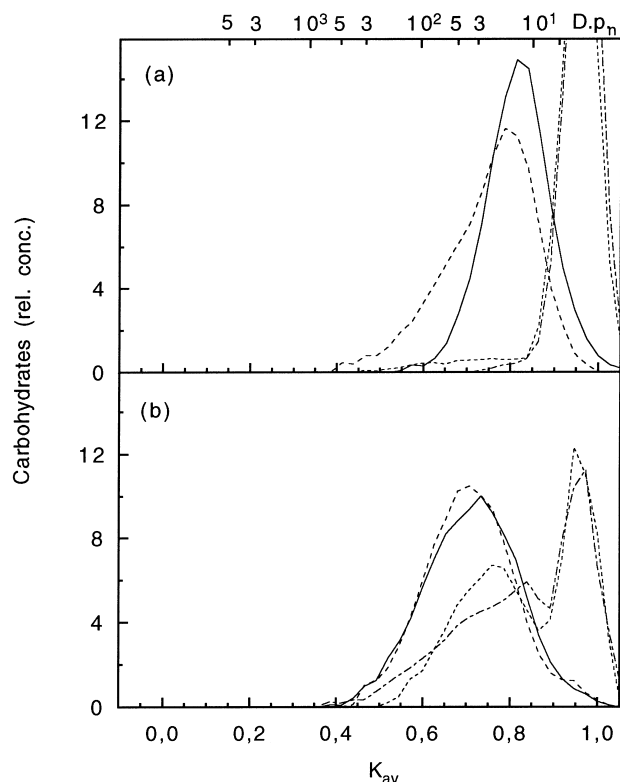 5 3 10³ 5 3 10² 5 3 10¹ D.pₙ
(a)
12
8
4
0
Carbohydrates (rel. conc.)
(b)
12
8
4
0
0,0 0,2 0,4 0,6 0,8 1,0
Kav